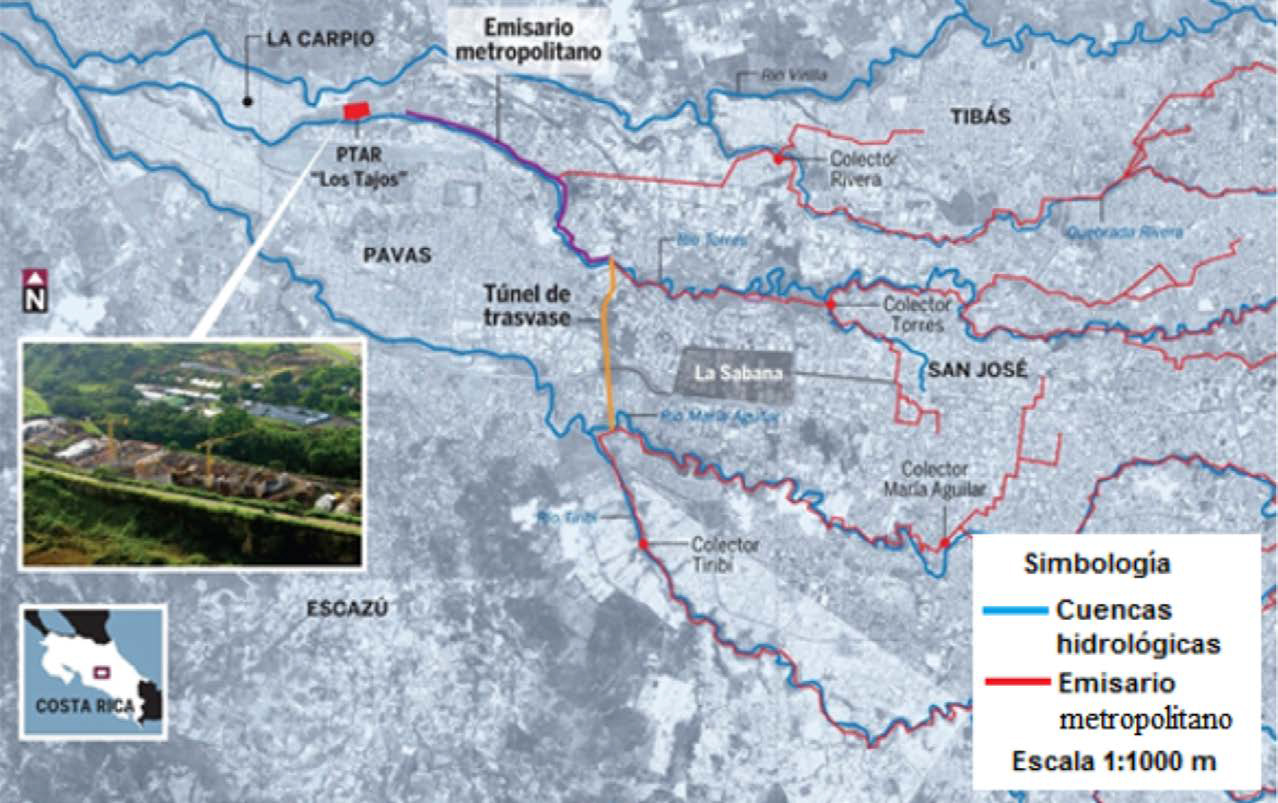 Emisario
metropolitano
LA CARPIO
Río Virilla
TIBÁS
PTAR
"Los Tajos"
Colector
Rivera
Quebrada Rivera
Río Torres
PAVAS
N
Túnel de
trasvase
Colector
Torres
La Sabana
SAN JOSÉ
Río María Aguilar
Colector
María Aguilar
Río Tiribí
Colector
Tiribí
ESCAZÚ
COSTA RICA
Simbología
Cuencas
hidrológicas
Emisario
metropolitano
Escala 1:1000 m